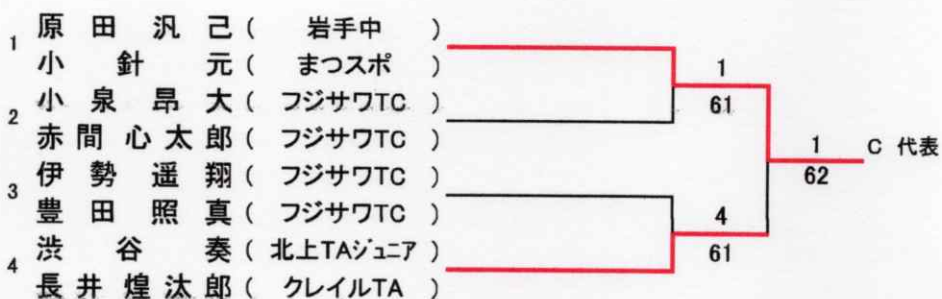 1 原田汎己(岩手中)
小針元(まつスポ)
2 小泉昂大(フジサワTC)
赤間心太郎(フジサワTC)
3 伊勢遥翔(フジサワTC)
豊田照真(フジサワTC)
4 渋谷奏(北上TAジュニア)
長井煌汰郎(クレイルTA)
1
61
4
61
1
62
C 代表